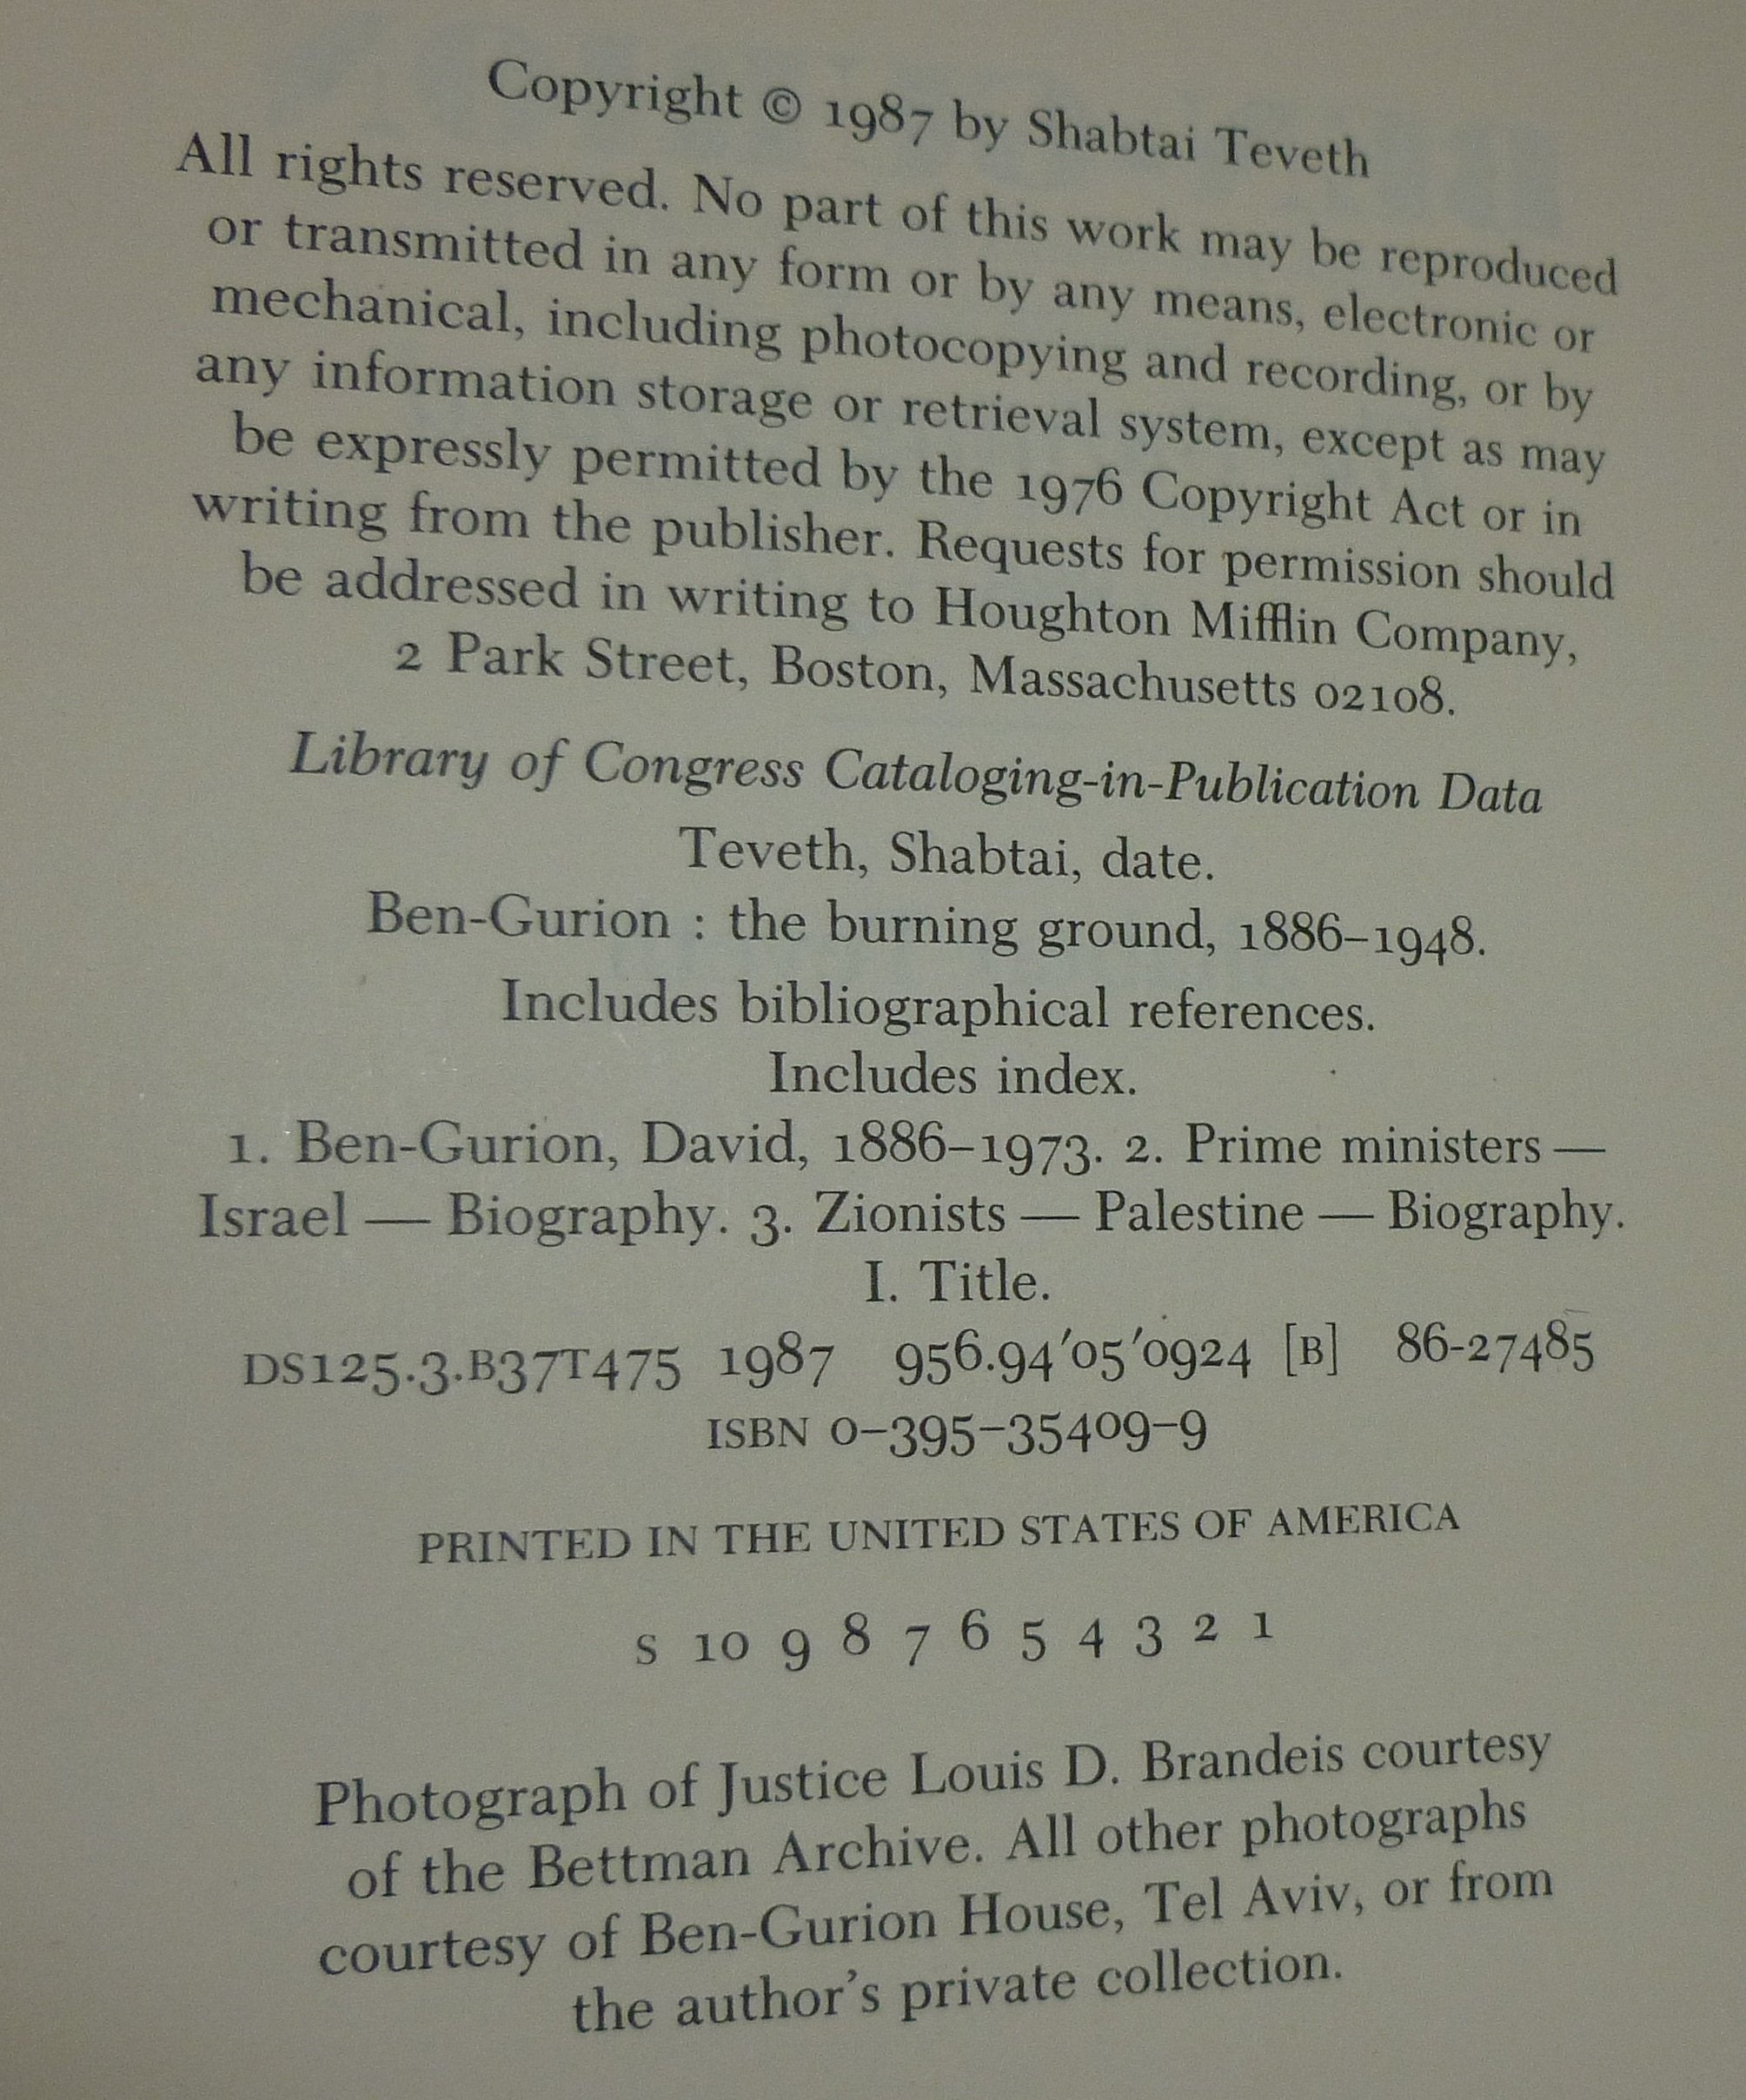 Copyright © 1987 by Shabtai Teveth
All rights reserved. No part of this work may be reproduced
or transmitted in any form or by any means, electronic or
mechanical, including photocopying and recording, or by
any information storage or retrieval system, except as may
be expressly permitted by the 1976 Copyright Act or in
writing from the publisher. Requests for permission should
be addressed in writing to Houghton Mifflin Company,
2 Park Street, Boston, Massachusetts 02108.
Library of Congress Cataloging-in-Publication Data
Teveth, Shabtai, date.
Ben-Gurion : the burning ground, 1886–1948.
Includes bibliographical references.
Includes index.
1. Ben-Gurion, David, 1886–1973. 2. Prime ministers —
Israel — Biography. 3. Zionists — Palestine — Biography.
I. Title.
DS125.3.B37T475 1987 956.94′05′0924 [B] 86-27485
ISBN 0–395–35409–9
PRINTED IN THE UNITED STATES OF AMERICA
S 10 9 8 7 6 5 4 3 2 1
Photograph of Justice Louis D. Brandeis courtesy
of the Bettman Archive. All other photographs
courtesy of Ben-Gurion House, Tel Aviv, or from
the author's private collection.